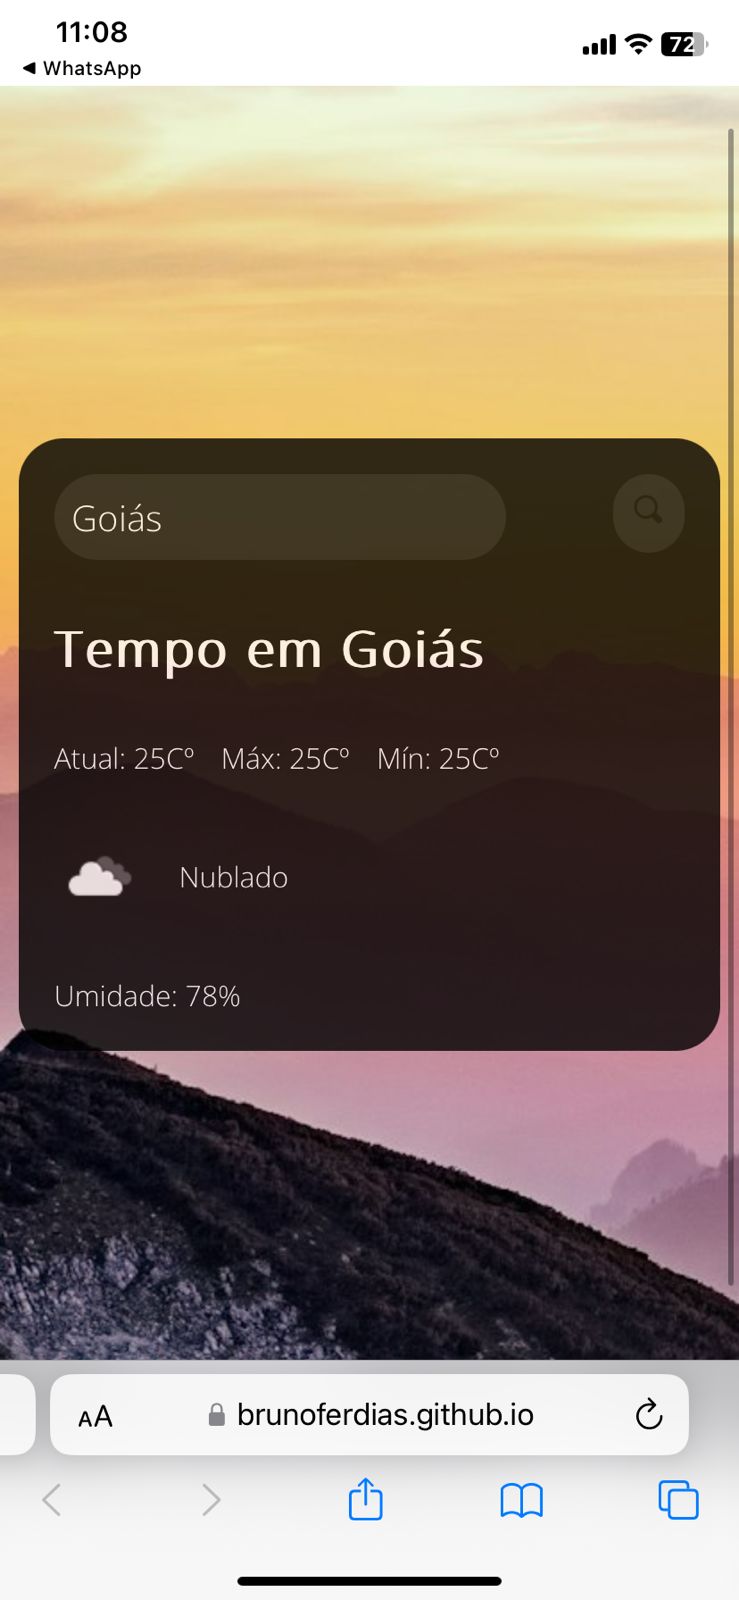 11:08
72
◀ WhatsApp
Goiás
Tempo em Goiás
Atual: 25Cº Máx: 25Cº Mín: 25Cº
Nublado
Umidade: 78%
AA brunoferdias.github.io